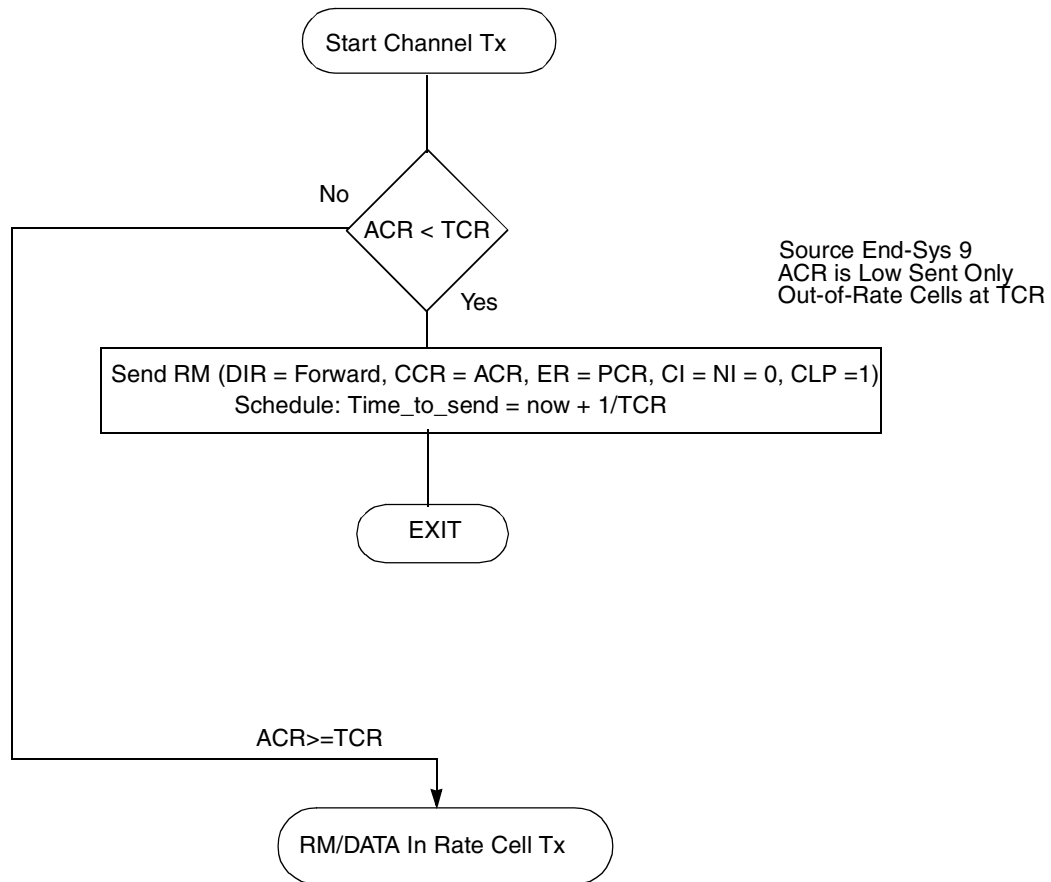 Start Channel Tx
No
ACR < TCR
Source End-Sys 9
ACR is Low Sent Only
Out-of-Rate Cells at TCR
Yes
Send RM (DIR = Forward, CCR = ACR, ER = PCR, CI = NI = 0, CLP =1)
Schedule: Time_to_send = now + 1/TCR
EXIT
ACR>=TCR
RM/DATA In Rate Cell Tx